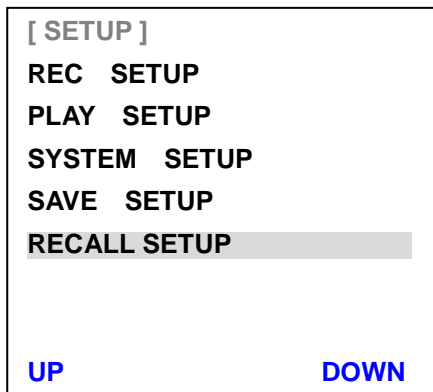 [ SETUP ]
REC SETUP
PLAY SETUP
SYSTEM SETUP
SAVE SETUP
RECALL SETUP
UP DOWN